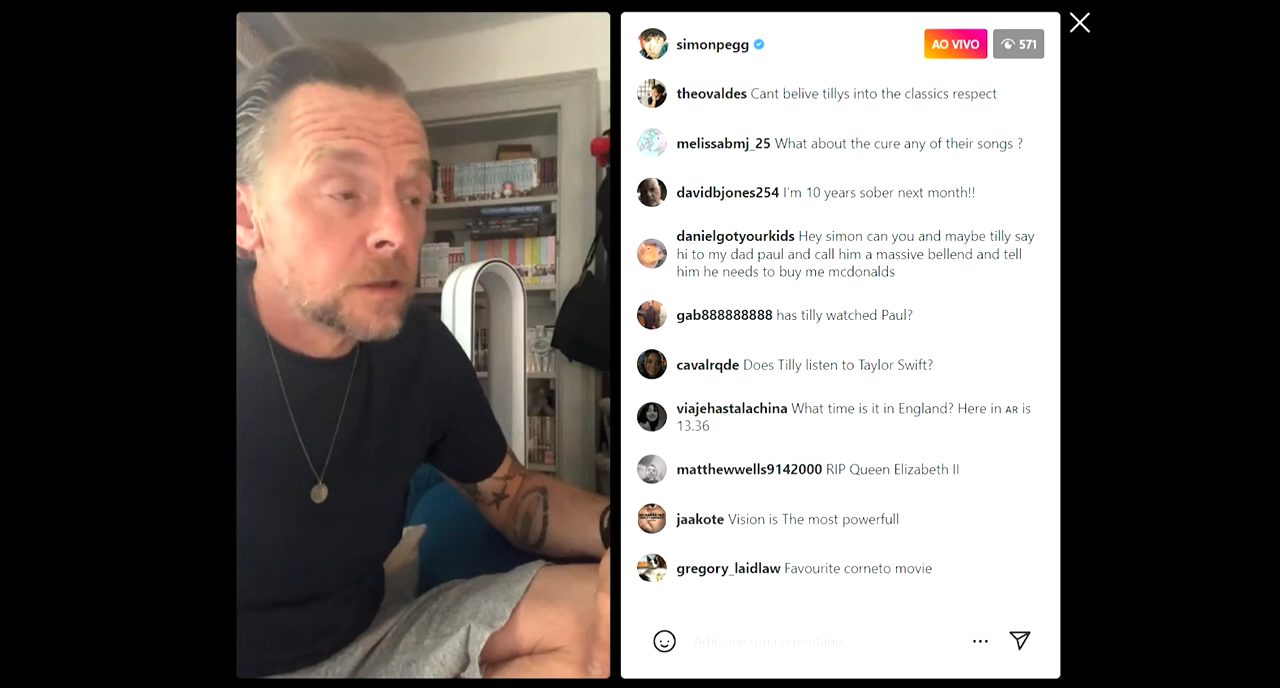 simonpegg
AO VIVO
571
theovaldes Cant belive tillys into the classics respect
melissabmj_25 What about the cure any of their songs ?
davidbjones254 I'm 10 years sober next month!!
danielgotyourkids Hey simon can you and maybe tilly say
hi to my dad paul and call him a massive bellend and tell
him he needs to buy me mcdonalds
gab888888888 has tilly watched Paul?
cavalrqde Does Tilly listen to Taylor Swift?
viajehastalachina What time is it in England? Here in AR is
13.36
matthewwells9142000 RIP Queen Elizabeth II
jaakote Vision is The most powerfull
gregory_laidlaw Favourite corneto movie
Adicione um comentário...